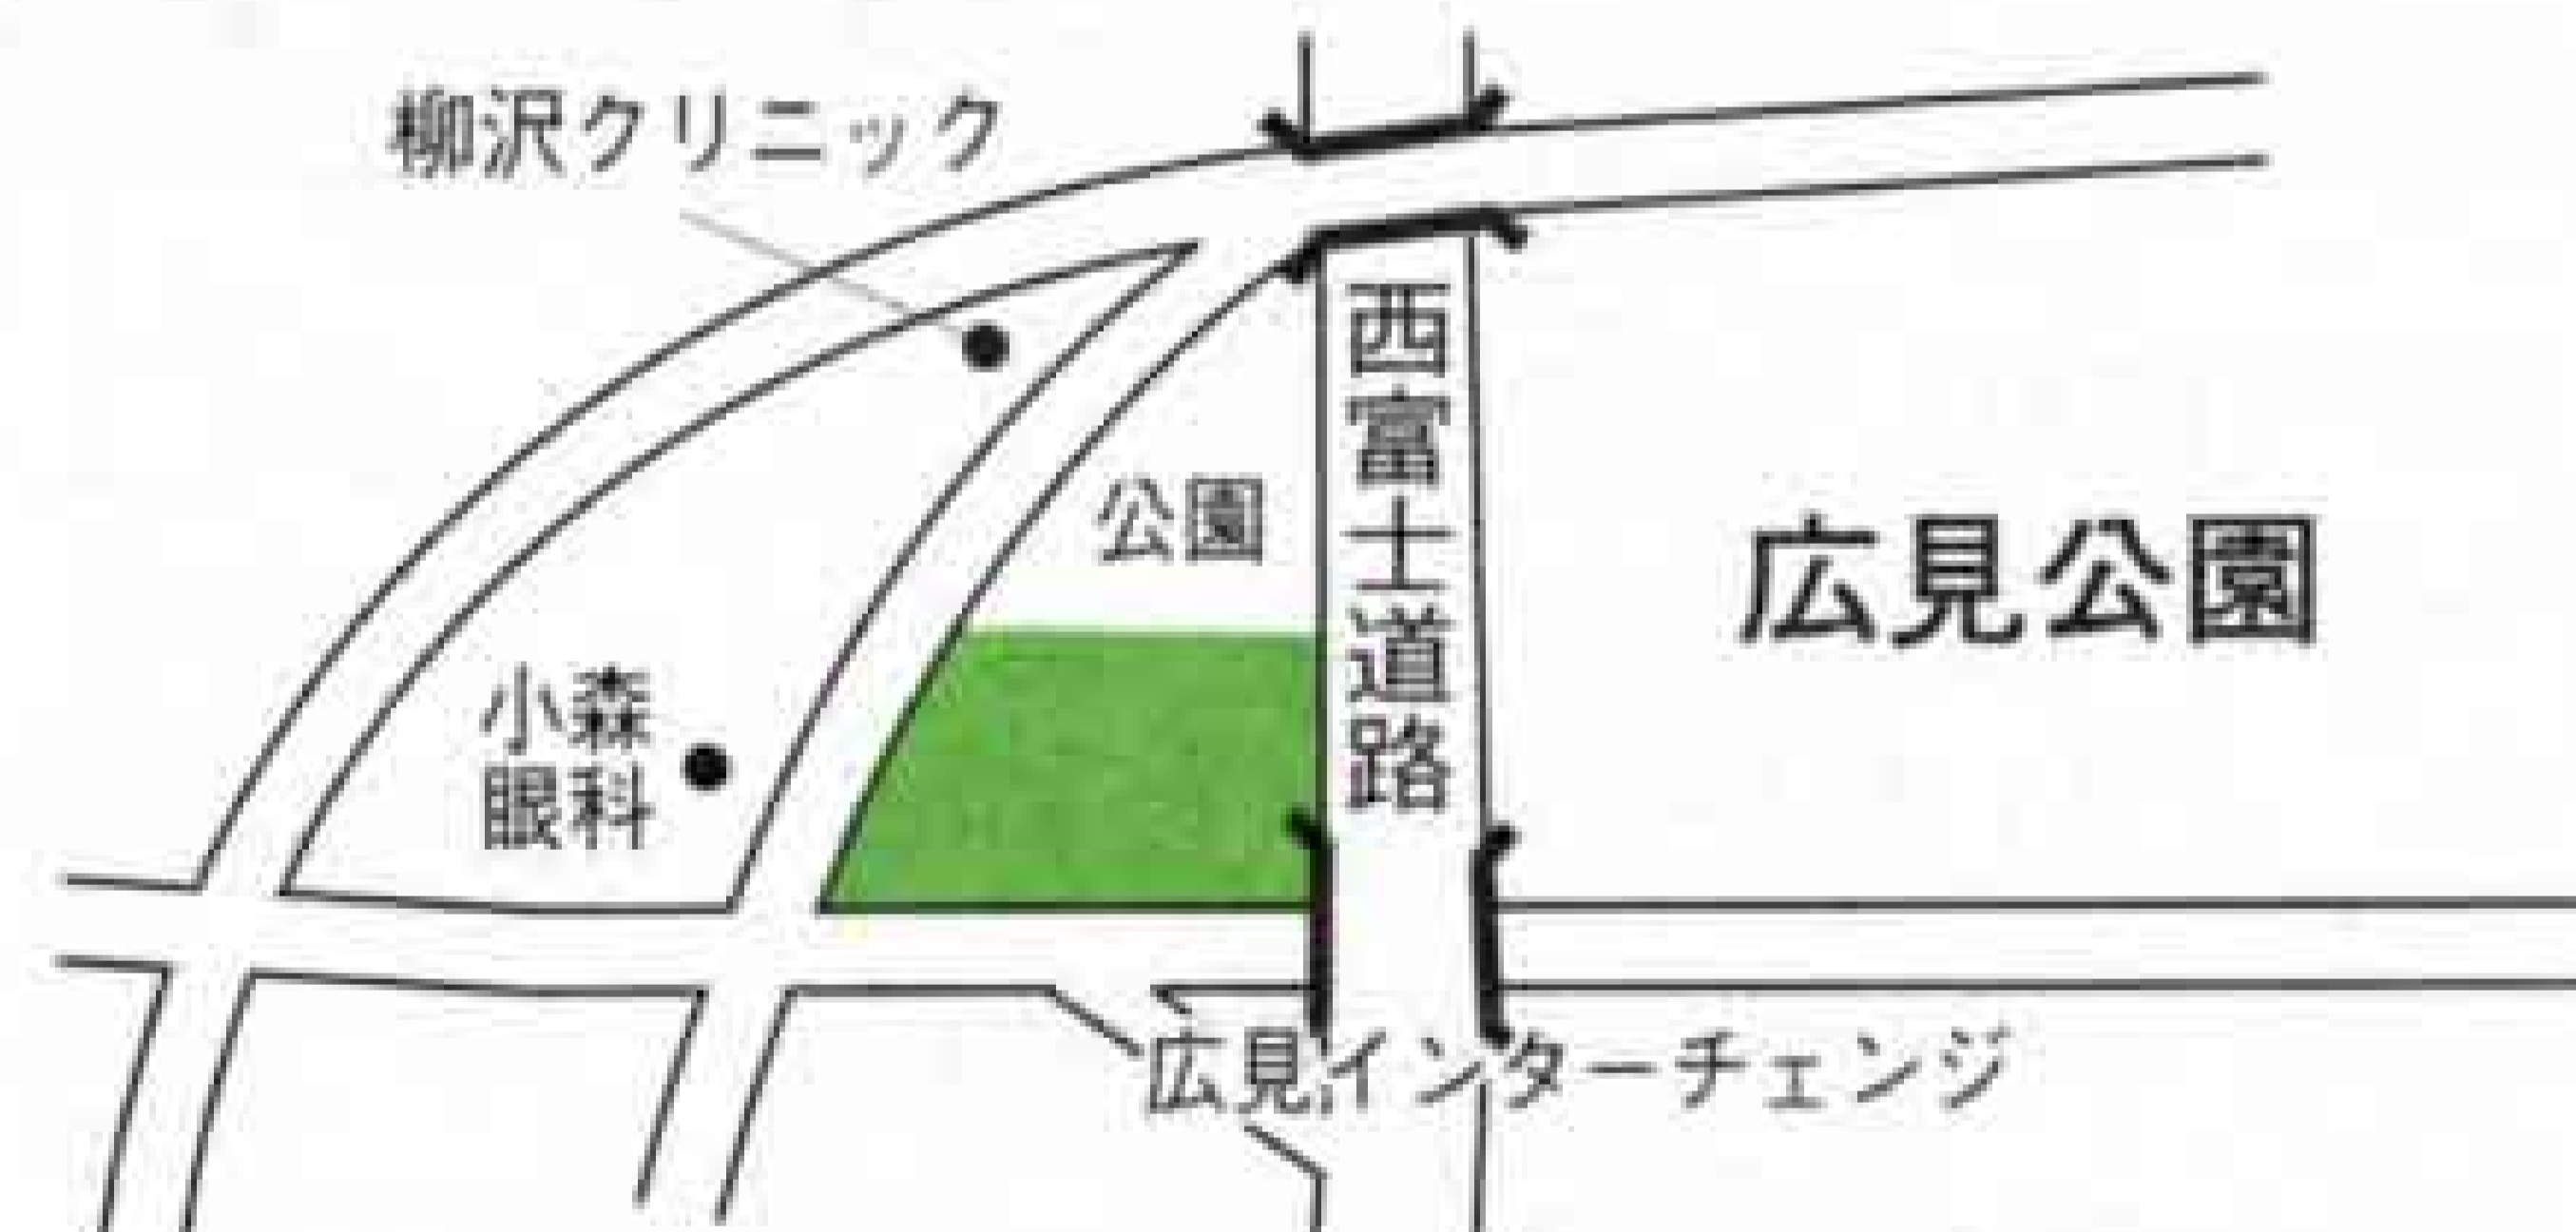 柳沢クリニック
西富士道路
公園
広見公園
小森
眼科
広見インターチェンジ